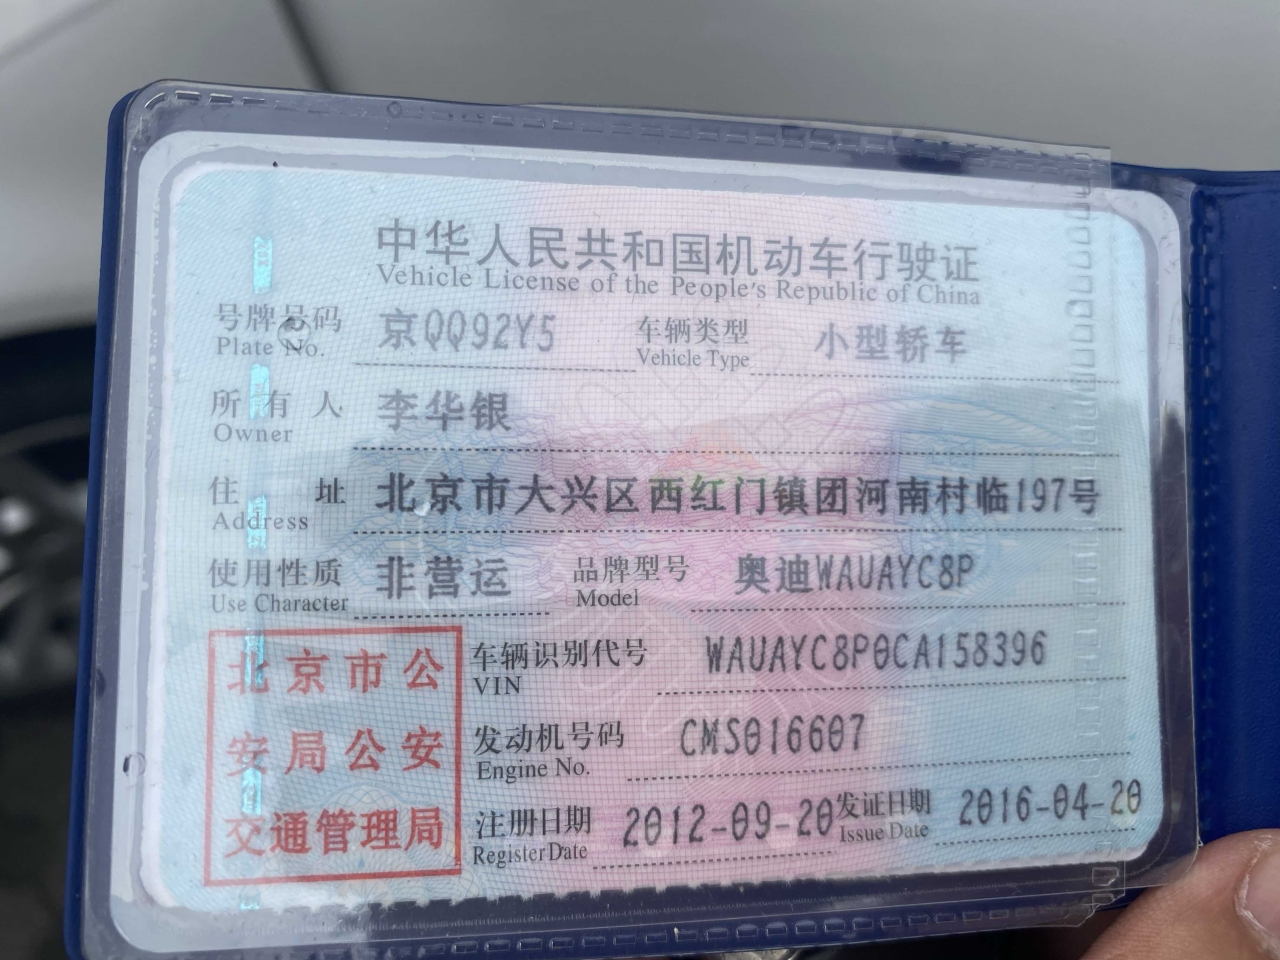 中华人民共和国机动车行驶证
Vehicle License of the People's Republic of China
号牌号码 京QQ92Y5 车辆类型 小型轿车
Plate No. Vehicle Type
所有人 李华银
Owner
住址 北京市大兴区西红门镇团河南村临197号
Address
使用性质 非营运 品牌型号 奥迪WAUAYC8P
Use Character Model
北京市公
安局公安
交通管理局
车辆识别代号 WAUAYC8P0CA158396
VIN
发动机号码 CMS016607
Engine No.
注册日期 2012-09-20 发证日期 2016-04-20
Register Date Issue Date